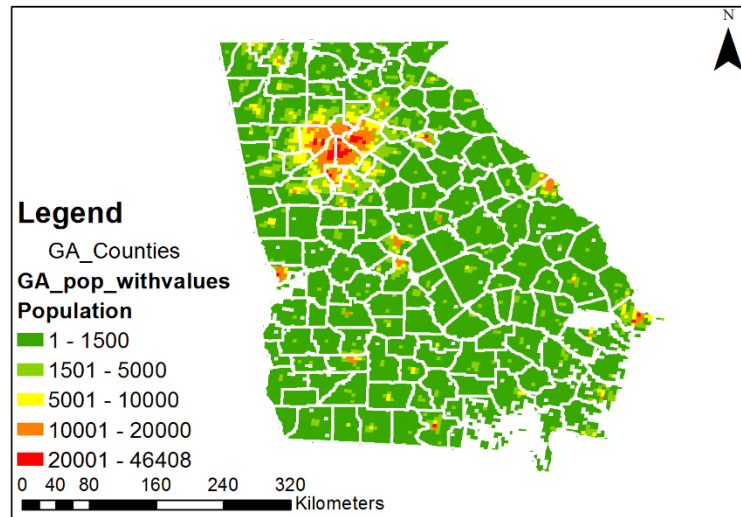 N
Legend
GA_Counties
GA_pop_withvalues
Population
1 - 1500
1501 - 5000
5001 - 10000
10001 - 20000
20001 - 46408
0 40 80 160 240 320
Kilometers